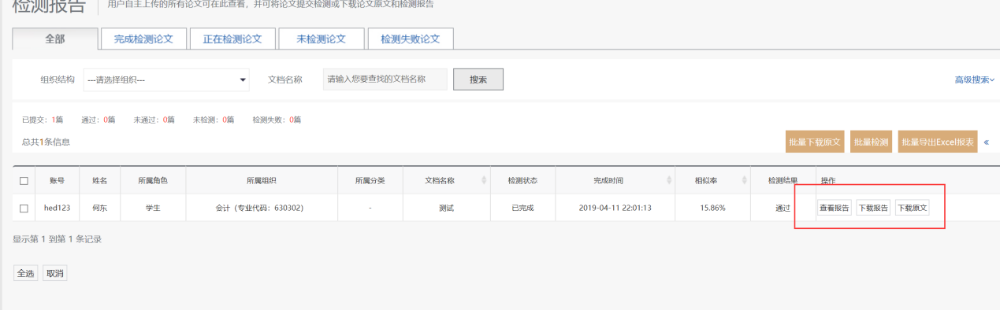 检测报告 用户自主上传的所有论文可在此查看，并可将论文提交检测或下载论文原文和检测报告
全部 完成检测论文 正在检测论文 未检测论文 检测失败论文
组织结构 ---请选择组织--- 文档名称 请输入您要查找的文档名称 搜索 高级搜索
已提交：1篇 通过：0篇 未通过：0篇 未检测：0篇 检测失败：0篇
总共1条信息 批量下载原文 批量检测 批量导出Excel报表 «
账号 姓名 所属角色 所属组织 所属分类 文档名称 检测状态 完成时间 相似率 检测结果 操作
hed123 何东 学生 会计（专业代码：630302） - 测试 已完成 2019-04-11 22:01:13 15.86% 通过 查看报告 下载报告 下载原文
显示第 1 到第 1 条记录
全选 取消